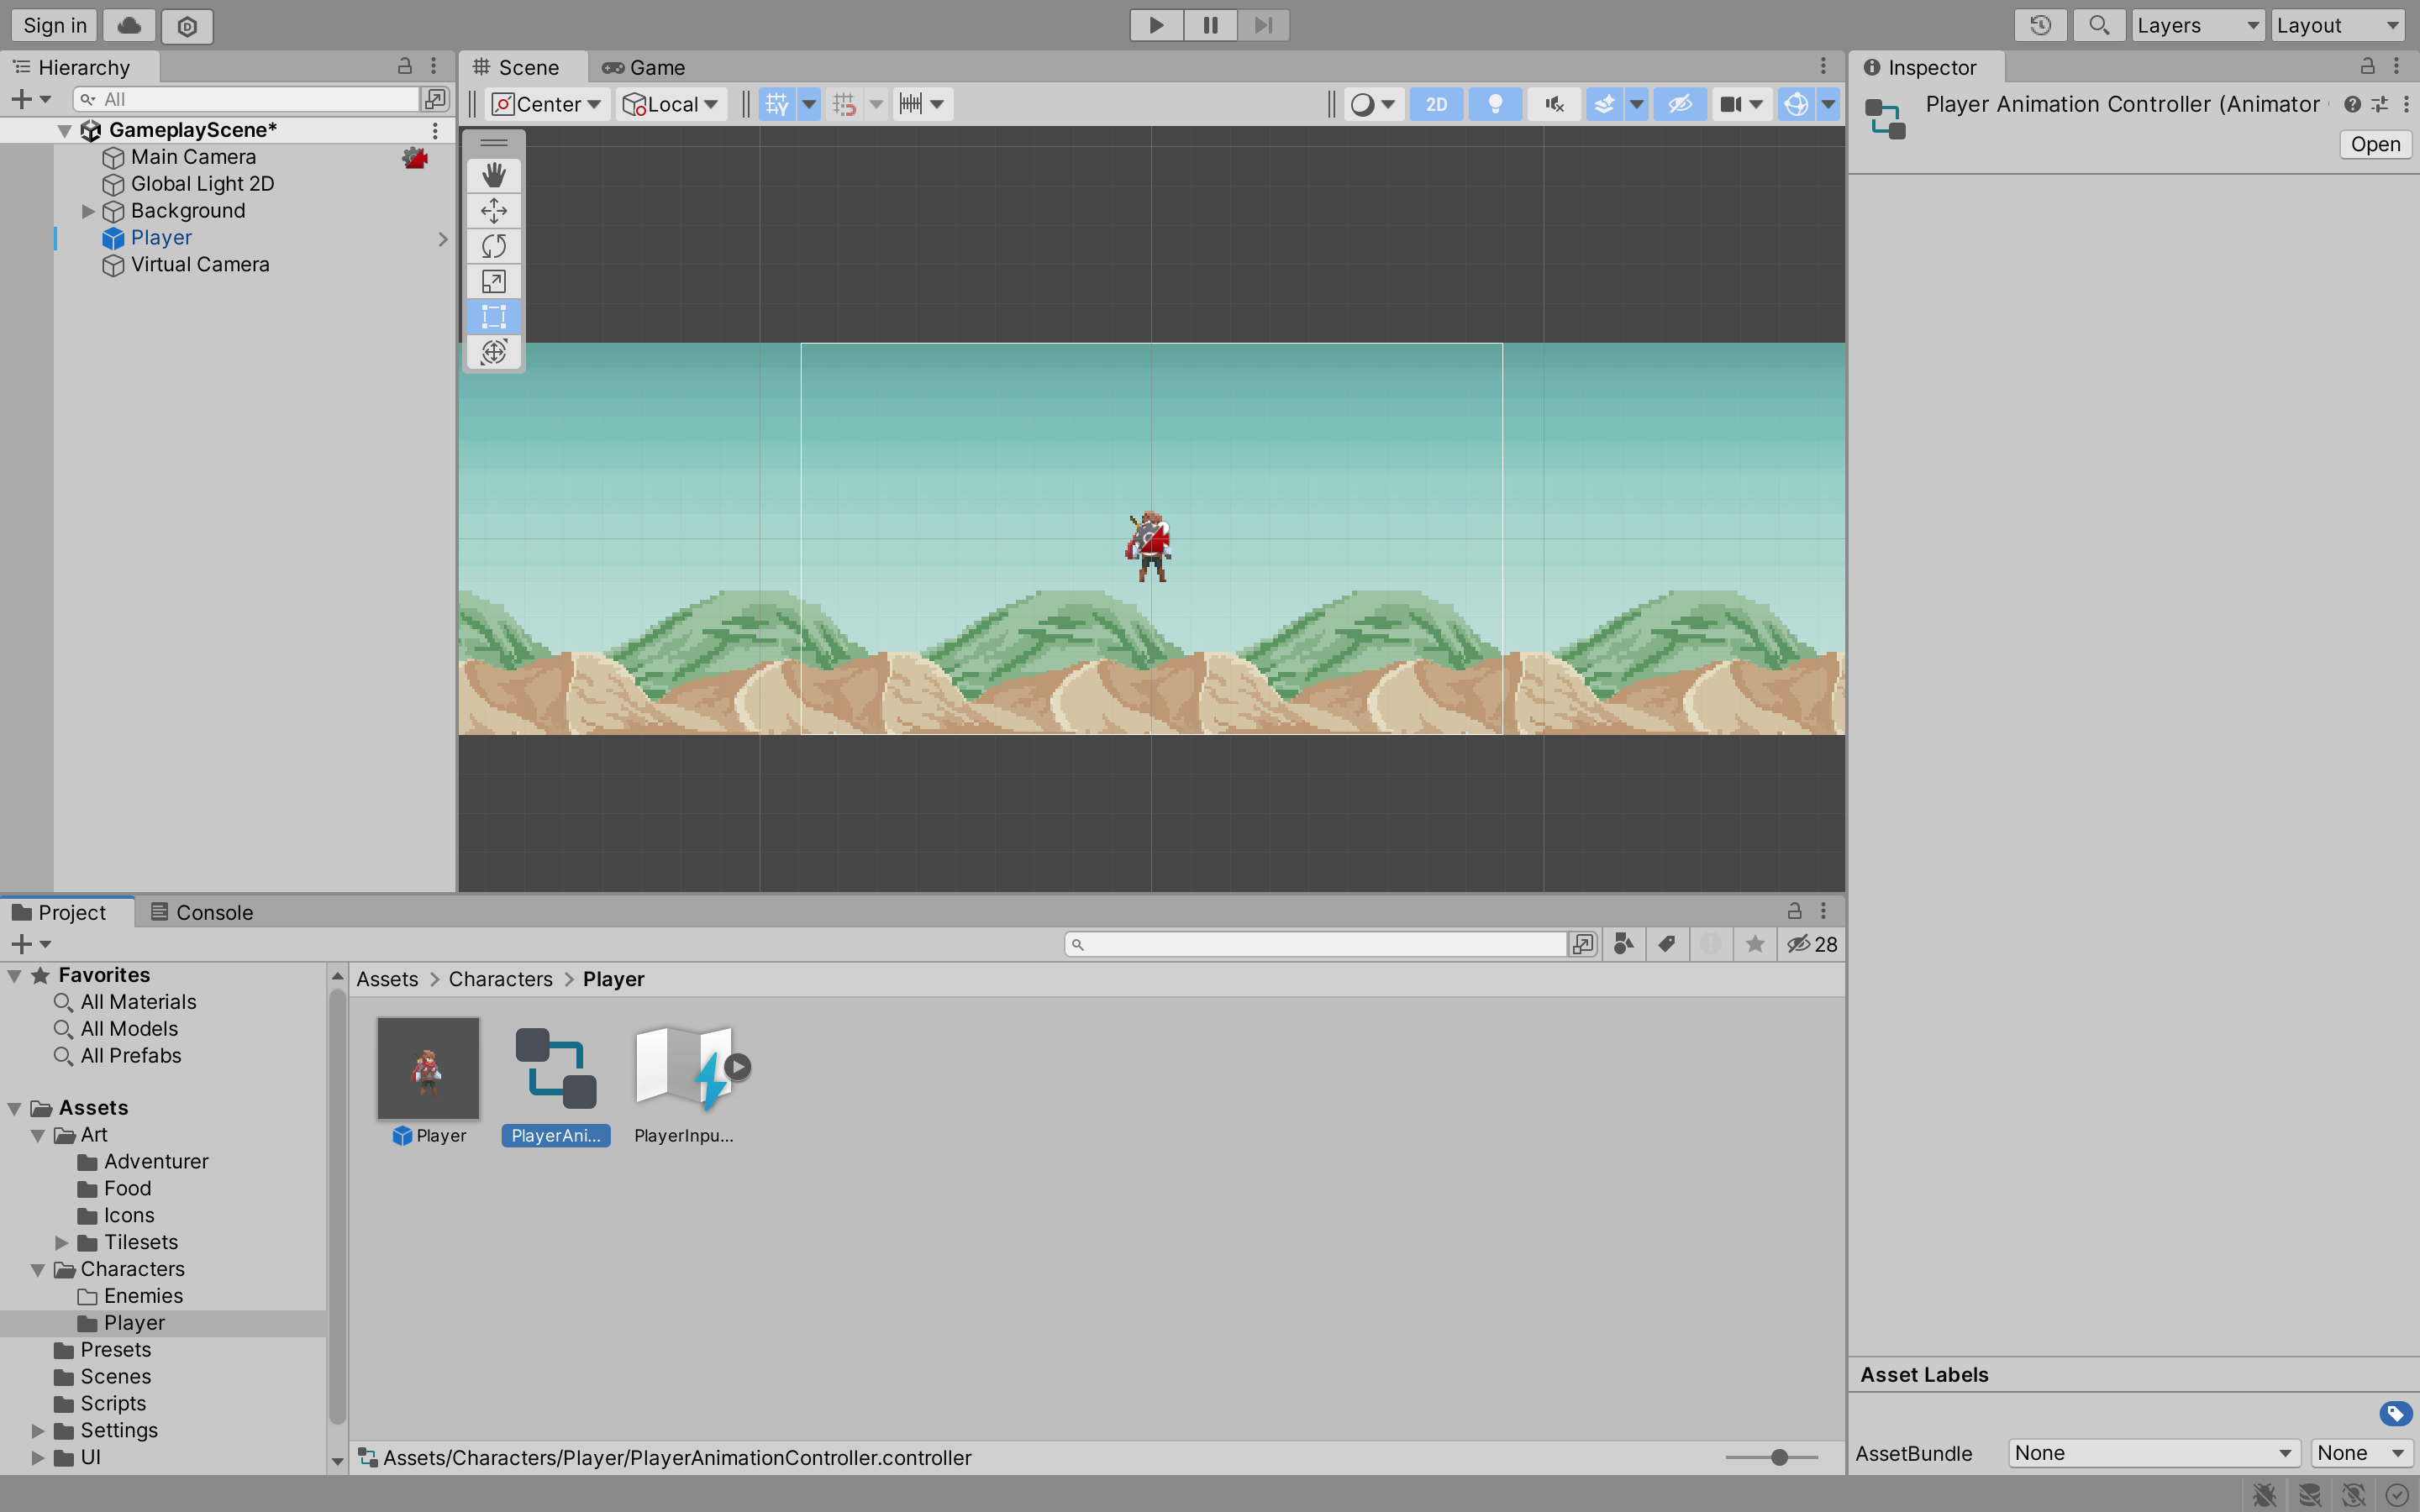 Sign in
Layers
Layout
Hierarchy
All
GameplayScene*
Main Camera
Global Light 2D
Background
Player
Virtual Camera
Scene
Game
Center
Local
2D
Inspector
Player Animation Controller (Animator
Open
Project
Console
28
Favorites
All Materials
All Models
All Prefabs
Assets
Art
Adventurer
Food
Icons
Tilesets
Characters
Enemies
Player
Presets
Scenes
Scripts
Settings
UI
Assets > Characters > Player
Player
PlayerAni...
PlayerInpu...
Assets/Characters/Player/PlayerAnimationController.controller
Asset Labels
AssetBundle
None
None